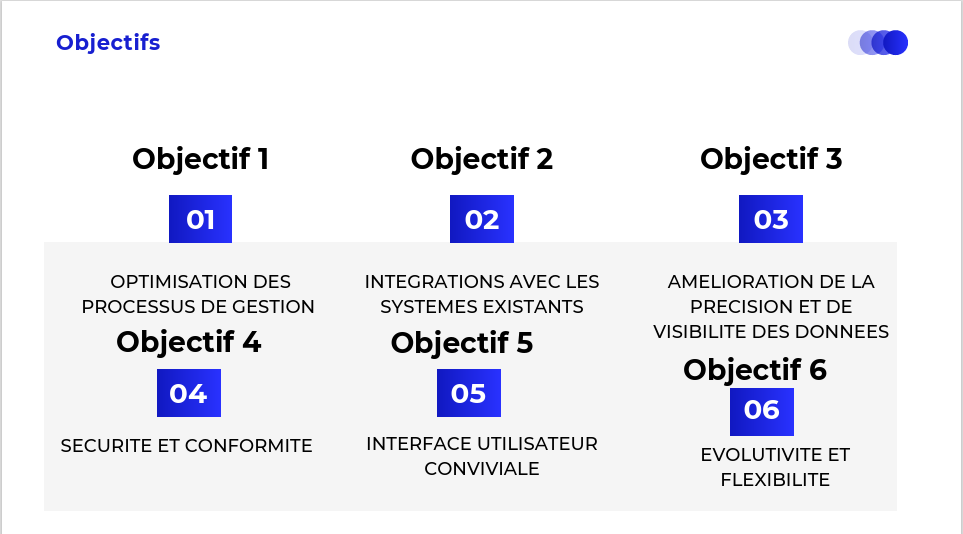 Objectifs
Objectif 1
01
OPTIMISATION DES
PROCESSUS DE GESTION
Objectif 2
02
INTEGRATIONS AVEC LES
SYSTEMES EXISTANTS
Objectif 3
03
AMELIORATION DE LA
PRECISION ET DE
VISIBILITE DES DONNEES
Objectif 4
04
SECURITE ET CONFORMITE
Objectif 5
05
INTERFACE UTILISATEUR
CONVIVIALE
Objectif 6
06
EVOLUTIVITE ET
FLEXIBILITE